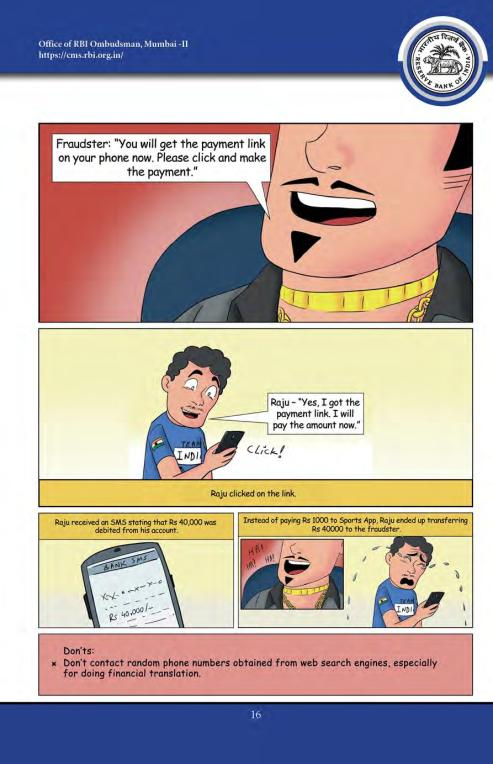 Office of RBI Ombudsman, Mumbai -II
https://cms.rbi.org.in/
भारतीय रिज़र्व बैंक
RESERVE BANK OF INDIA
Fraudster: "You will get the payment link
on your phone now. Please click and make
the payment."
Raju – "Yes, I got the
payment link. I will
pay the amount now."
TEAM
INDI
CLick!
Raju clicked on the link.
Raju received an SMS stating that Rs 40,000 was
debited from his account.
BANK SMS
Rs 40,000/-
Instead of paying Rs 1000 to Sports App, Raju ended up transferring
Rs 40000 to the fraudster.
HA!
HA! HA!
TEAM
INDI
Don'ts:
× Don't contact random phone numbers obtained from web search engines, especially
for doing financial translation.
16